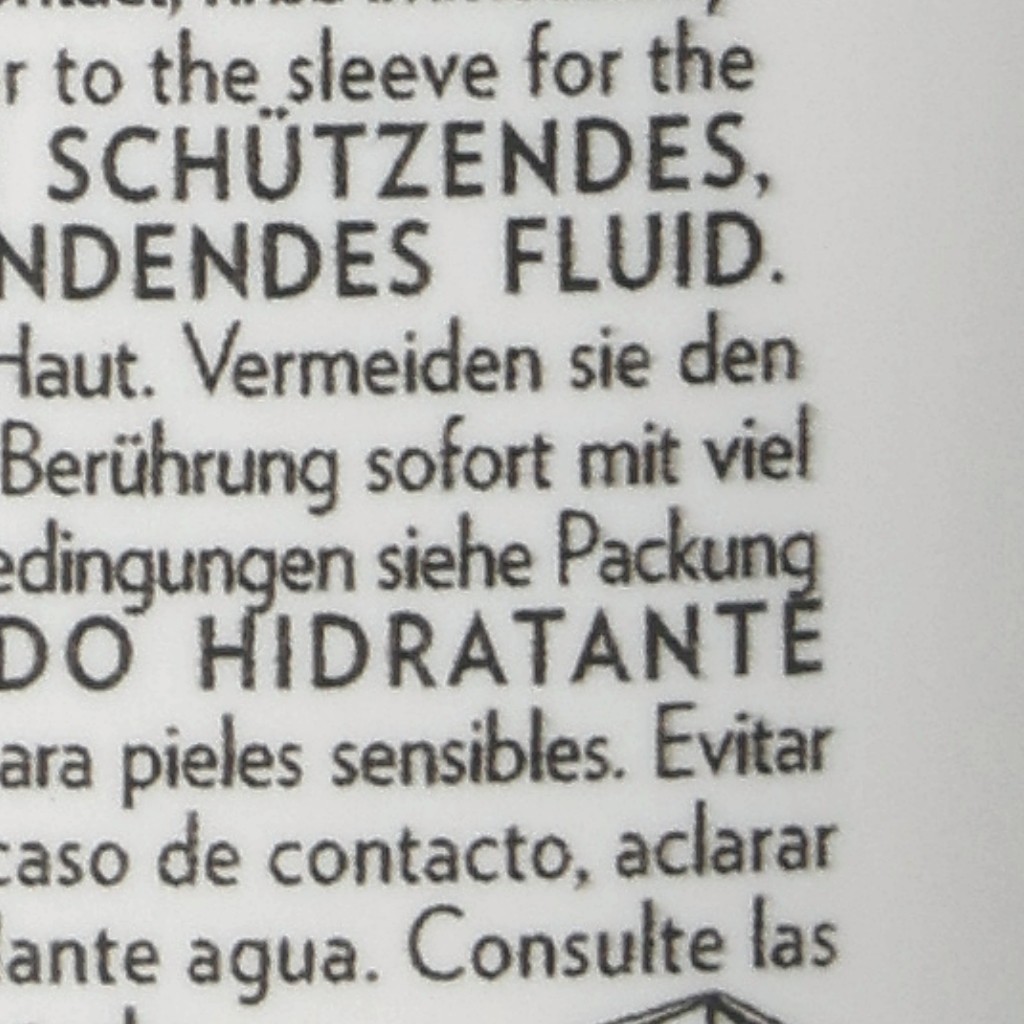 to the sleeve for the
SCHÜTZENDES,
NDENDES FLUID.
Haut. Vermeiden sie den
Berührung sofort mit viel
edingungen siehe Packung
DO HIDRATANTE
ara pieles sensibles. Evitar
caso de contacto, aclarar
lante agua. Consulte las